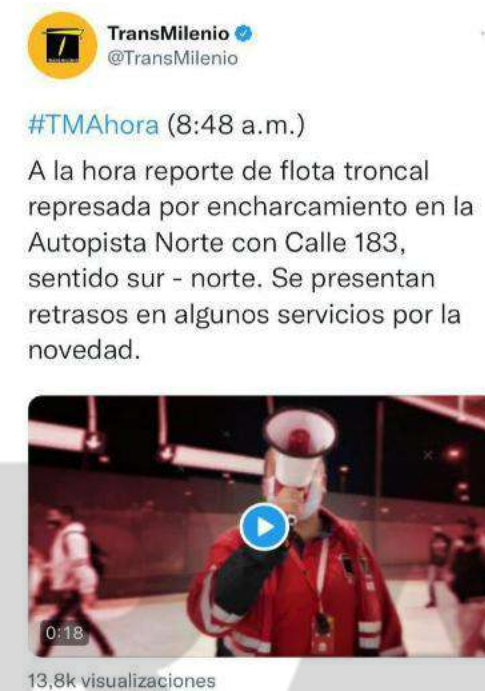 TransMilenio
@TransMilenio
#TMAhora (8:48 a.m.)
A la hora reporte de flota troncal
represada por encharcamiento en la
Autopista Norte con Calle 183,
sentido sur - norte. Se presentan
retrasos en algunos servicios por la
novedad.
0:18
13,8k visualizaciones